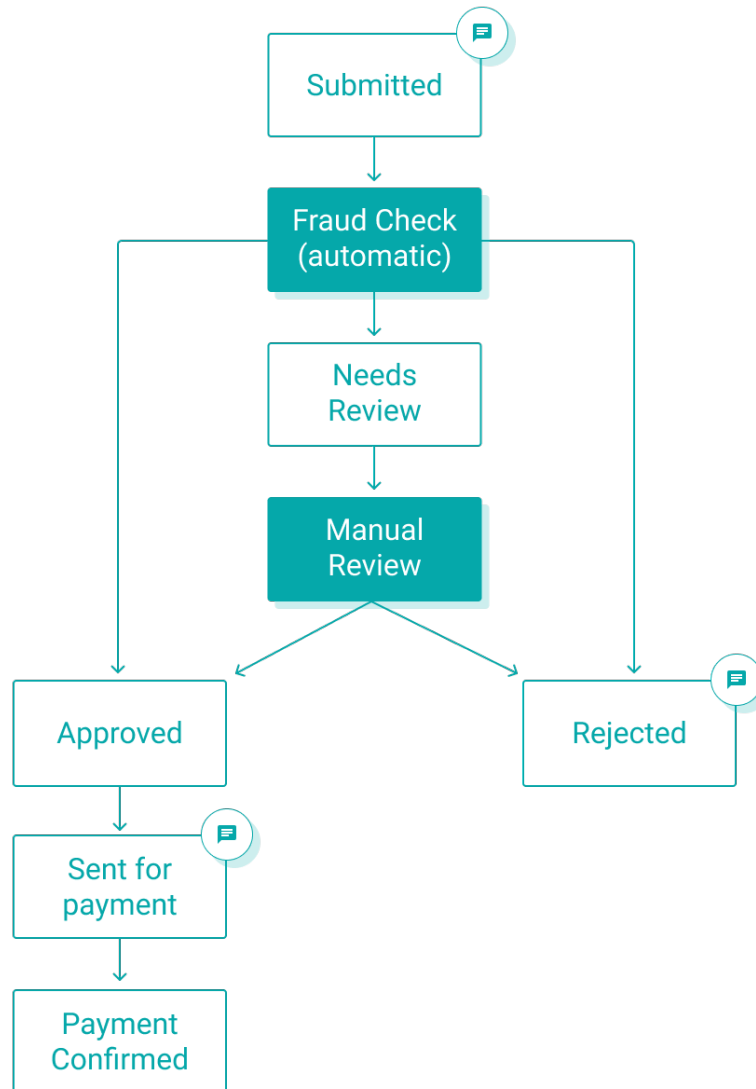 Submitted
Fraud Check
(automatic)
Needs
Review
Manual
Review
Approved
Rejected
Sent for
payment
Payment
Confirmed